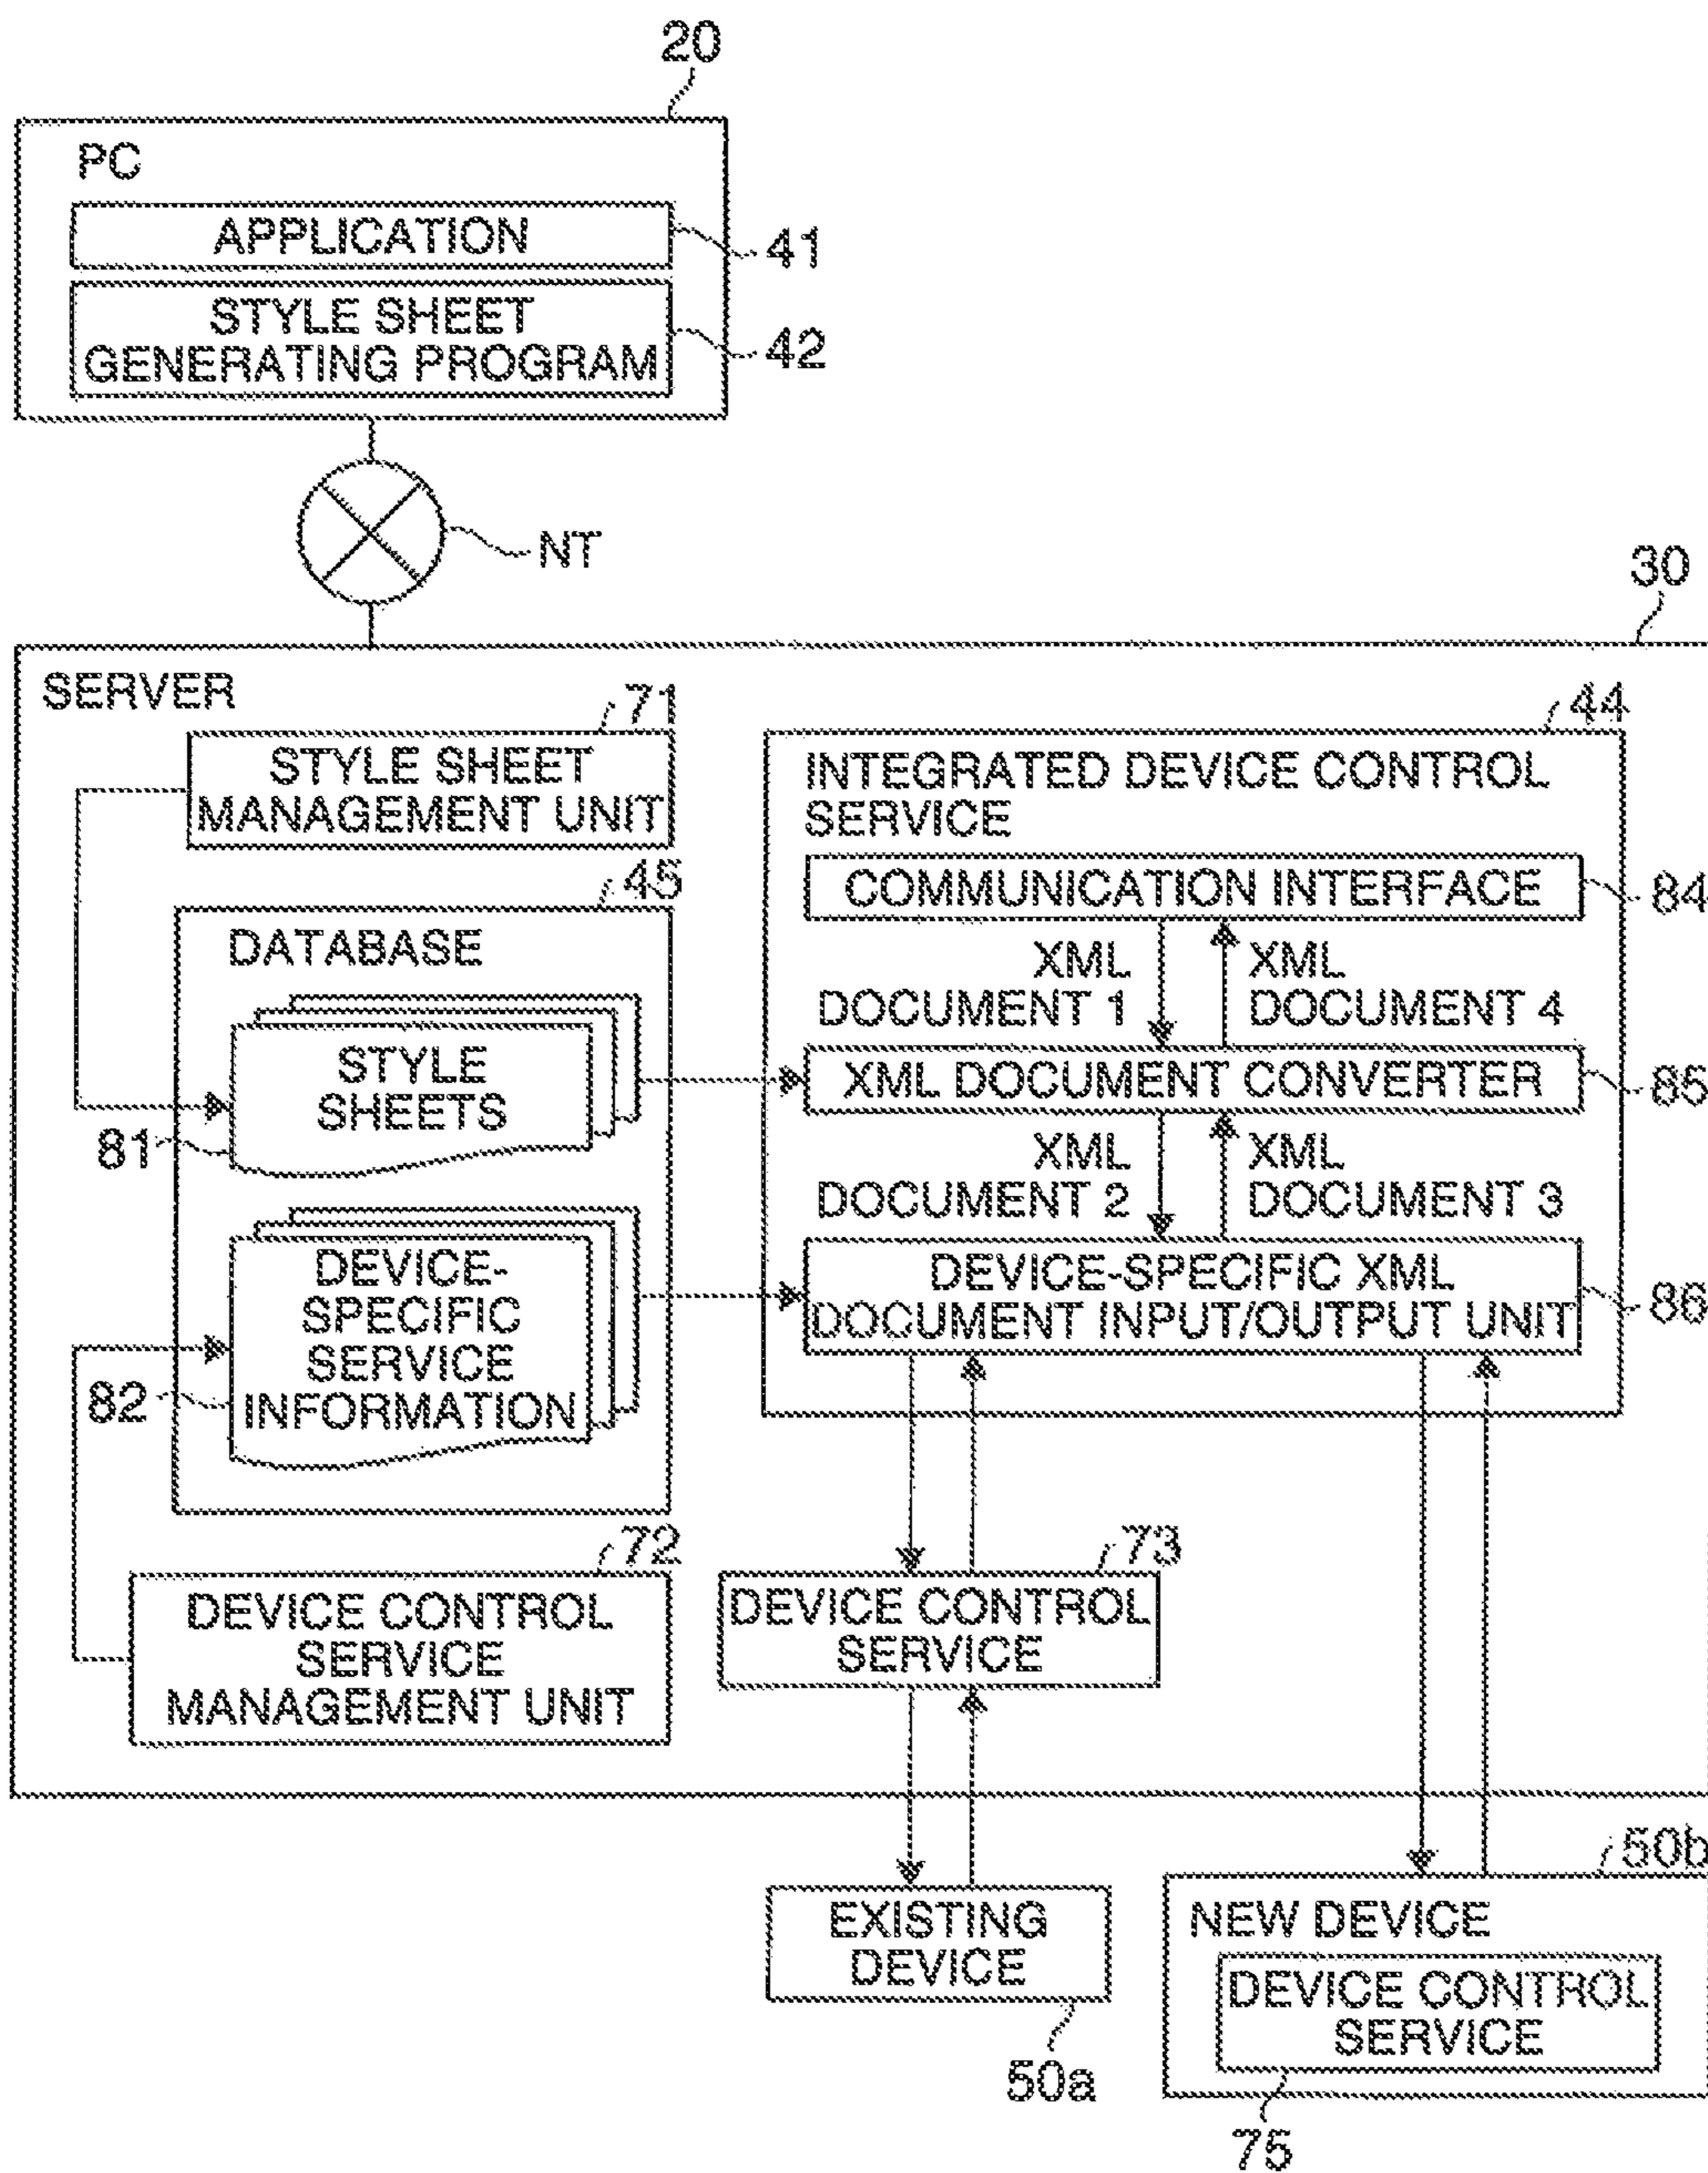 20
PC
APPLICATION
41
STYLE SHEET
GENERATING PROGRAM
42
NT
30
SERVER
71
STYLE SHEET
MANAGEMENT UNIT
45
DATABASE
STYLE
SHEETS
81
DEVICE-
SPECIFIC
SERVICE
INFORMATION
82
72
DEVICE CONTROL
SERVICE
MANAGEMENT UNIT
44
INTEGRATED DEVICE CONTROL
SERVICE
COMMUNICATION INTERFACE
84
XML
DOCUMENT 1
XML
DOCUMENT 4
XML DOCUMENT CONVERTER
85
XML
DOCUMENT 2
XML
DOCUMENT 3
DEVICE-SPECIFIC XML
DOCUMENT INPUT/OUTPUT UNIT
86
73
DEVICE CONTROL
SERVICE
EXISTING
DEVICE
50a
50b
NEW DEVICE
DEVICE CONTROL
SERVICE
75